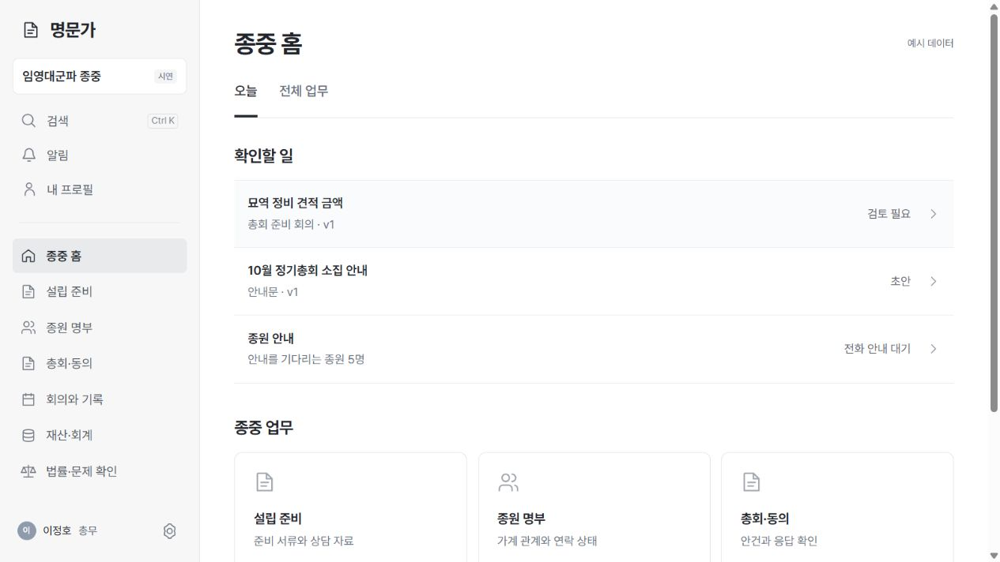 명문가
임영대군파 종중 시연
검색 Ctrl K
알림
내 프로필
종중 홈
설립 준비
종원 명부
총회·동의
회의와 기록
재산·회계
법률·문제 확인
이 이정호 총무
종중 홈
예시 데이터
오늘 전체 업무
확인할 일
묘역 정비 견적 금액
총회 준비 회의 · v1
검토 필요
10월 정기총회 소집 안내
안내문 · v1
초안
종원 안내
안내를 기다리는 종원 5명
전화 안내 대기
종중 업무
설립 준비
준비 서류와 상담 자료
종원 명부
가계 관계와 연락 상태
총회·동의
안건과 응답 확인